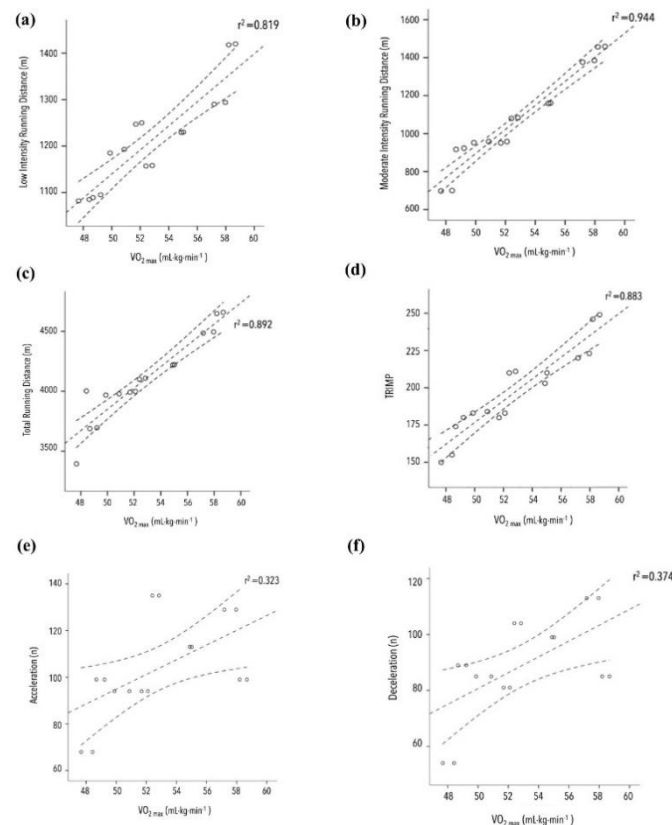 (a)
r²=0.819
Low Intensity Running Distance (m)
1400
1300
1200
1100
48 50 52 54 56 58 60
VO₂ max (mL·kg·min⁻¹)
(b)
r²=0.944
Moderate Intensity Running Distance (m)
1600
1400
1200
1000
800
600
48 50 52 54 56 58 60
VO₂ max (mL·kg·min⁻¹)
(c)
r²=0.892
Total Running Distance (m)
4500
4000
3500
48 50 52 54 56 58 60
VO₂ max (mL·kg·min⁻¹)
(d)
r²=0.883
TRIMP
250
225
200
175
150
48 50 52 54 56 58 60
VO₂ max (mL·kg·min⁻¹)
(e)
r²=0.323
Acceleration (n)
140
120
100
80
60
48 50 52 54 56 58 60
VO₂ max (mL·kg·min⁻¹)
(f)
r²=0.374
Deceleration (n)
120
100
80
60
48 50 52 54 56 58 60
VO₂ max (mL·kg·min⁻¹)